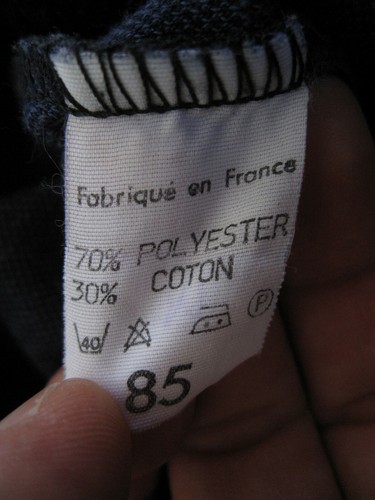 Fabriqué en France
70% POLYESTER
30% COTON
40 P
85